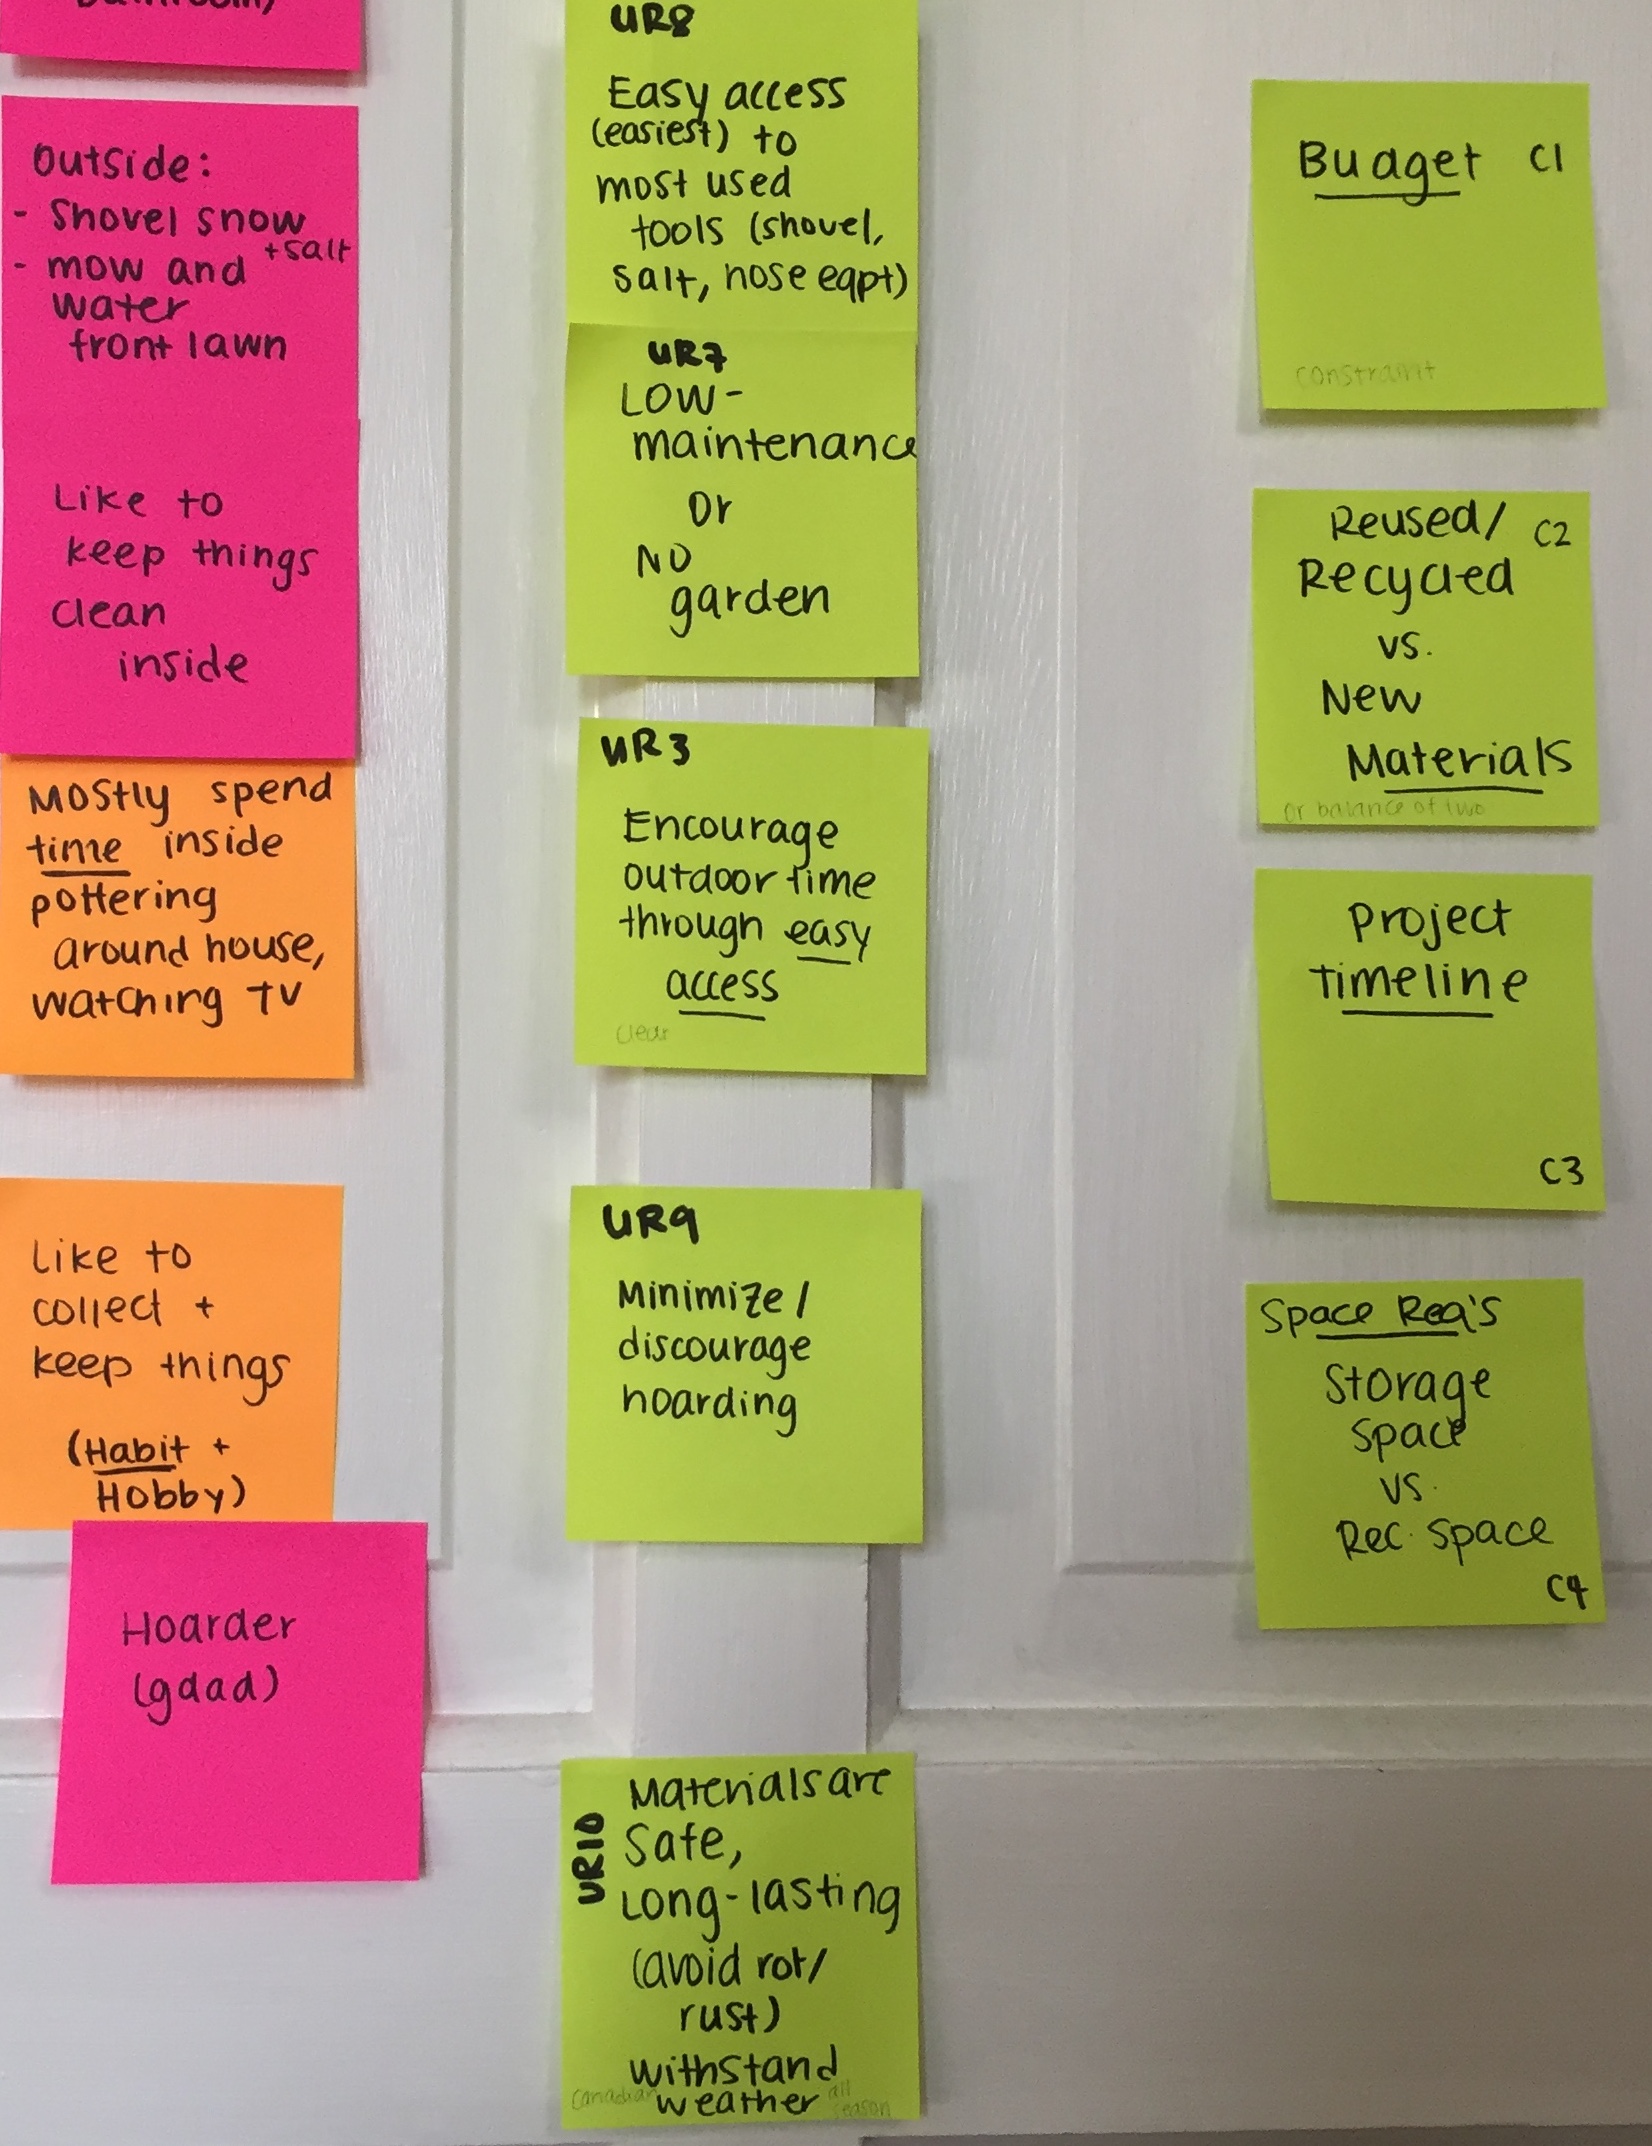 Outside:
- Shovel snow
+ salt
- mow and
water
front lawn
Like to
keep things
clean
inside
Mostly spend
time inside
pottering
around house,
watching TV
Like to
collect +
keep things
(Habit +
Hobby)
Hoarder
(gdad)
UR8
Easy access
(easiest) to
most used
tools (shovel,
salt, hose eqpt)
UR7
Low-
maintenance
Or
NO
garden
UR3
Encourage
outdoor time
through easy
access
clear
UR9
Minimize/
discourage
hoarding
UR10
Materials are
Safe,
Long-lasting
(avoid rot/
rust)
withstand
Canadian weather all
season
Budget C1
constraint
Reused/ C2
Recycled
vs.
New
Materials
or balance of two
Project
timeline
C3
Space Req's
Storage
Space
vs.
Rec. Space
C4